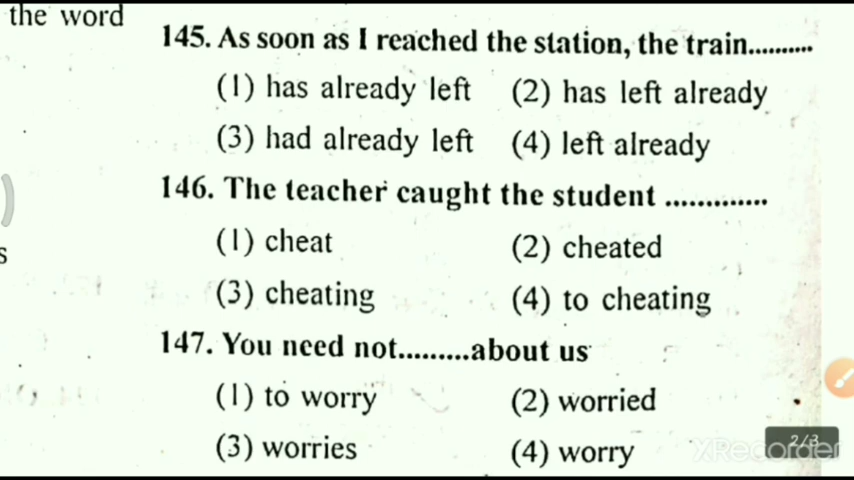 the word
145. As soon as I reached the station, the train..........
(1) has already left (2) has left already
(3) had already left (4) left already
146. The teacher caught the student .............
)
s
(1) cheat (2) cheated
(3) cheating (4) to cheating
147. You need not.........about us
(1) to worry (2) worried
(3) worries (4) worry
2/3
XRecorder